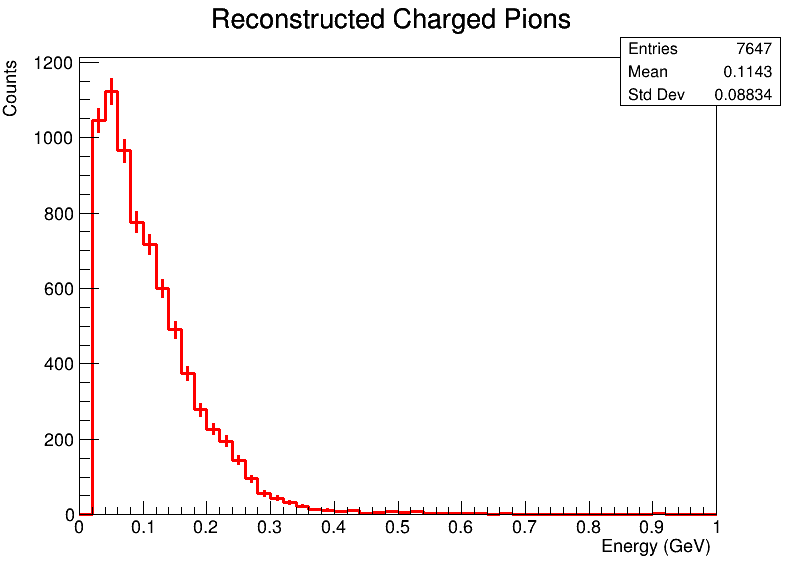 Reconstructed Charged Pions
Entries 7647
Mean 0.1143
Std Dev 0.08834
Counts
1200
1000
800
600
400
200
0
0 0.1 0.2 0.3 0.4 0.5 0.6 0.7 0.8 0.9 1
Energy (GeV)